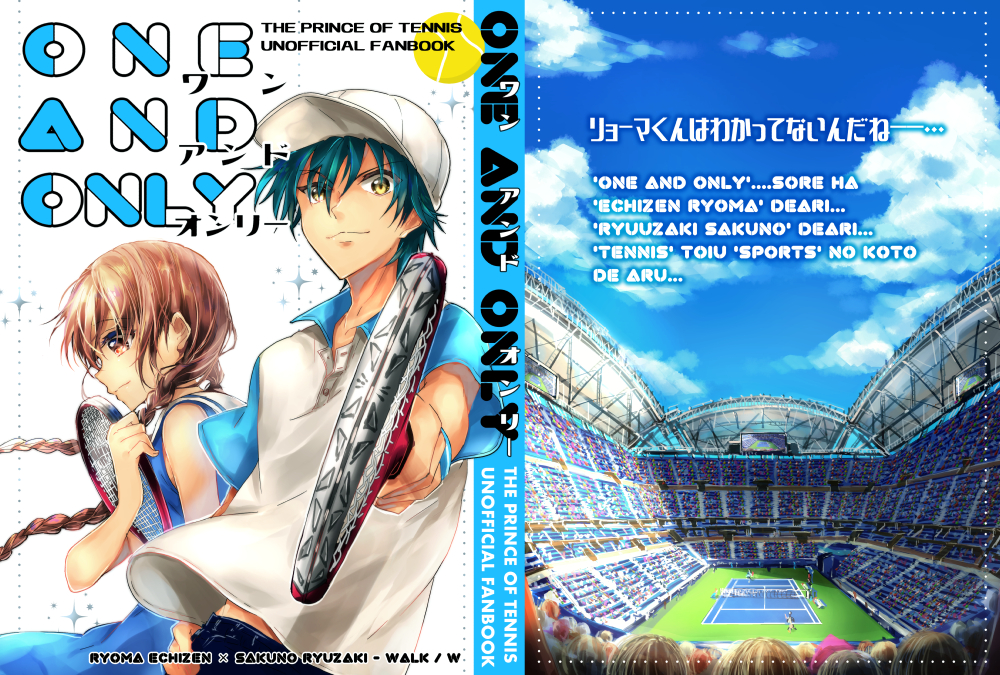 ONE
ワン
AND
アンド
ONLY
オンリー
THE PRINCE OF TENNIS
UNOFFICIAL FANBOOK
RYOMA ECHIZEN × SAKUNO RYUZAKI - WALK / W
ONE AND ONLY
ワン アンド オンリー
THE PRINCE OF TENNIS
UNOFFICIAL FANBOOK
リョーマくんはわかってないんだね──…
'ONE AND ONLY'....SORE HA
'ECHIZEN RYOMA' DEARI...
'RYUUZAKI SAKUNO' DEARI...
'TENNIS' TOIU 'SPORTS' NO KOTO
DE ARU...